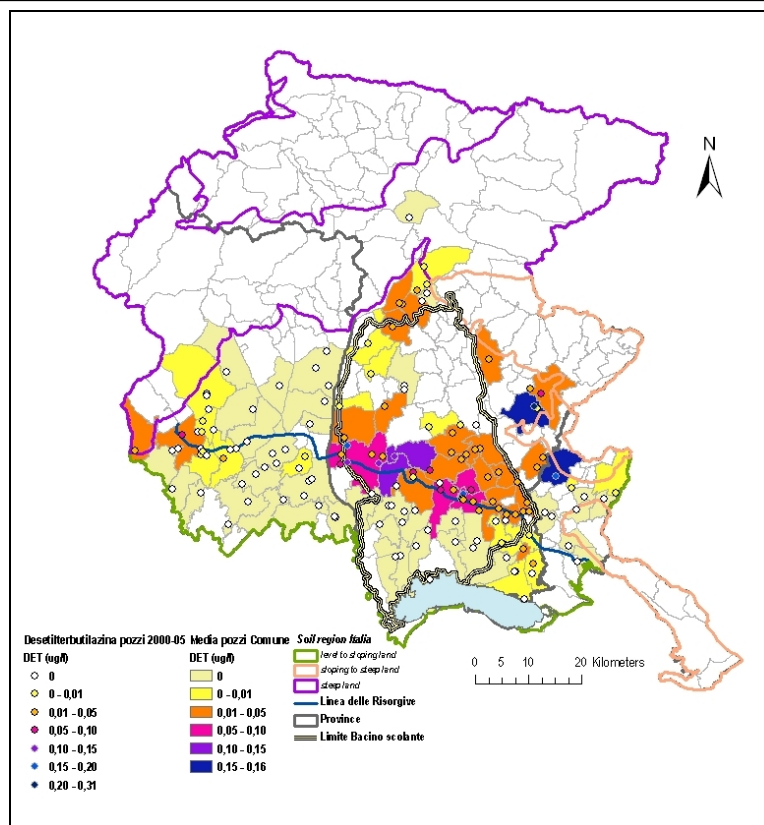 N
0 5 10 20 Kilometers
Desetilterbutilazina pozzi 2000-05
DET (ug/l)
0
0 - 0,01
0,01 - 0,05
0,05 - 0,10
0,10 - 0,15
0,15 - 0,20
0,20 - 0,31
Media pozzi Comune
DET (ug/l)
0
0 - 0,01
0,01 - 0,05
0,05 - 0,10
0,10 - 0,15
0,15 - 0,16
Soil region Italia
level to sloping land
sloping to steep land
steep land
Linea delle Risorgive
Province
Limite Bacino scolante